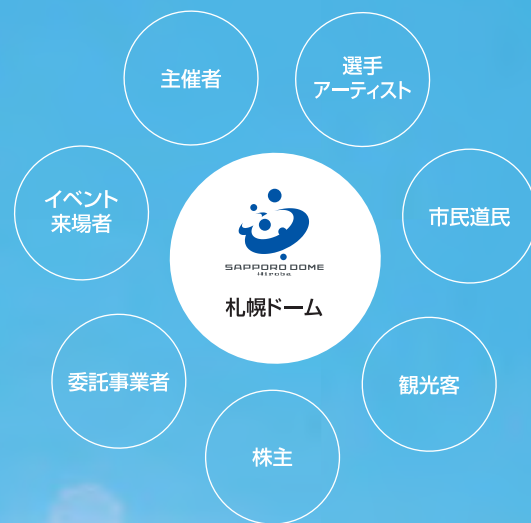 主催者
選手
アーティスト
イベント
来場者
市民道民
SAPPORO DOME
Hiroba
札幌ドーム
委託事業者
観光客
株主